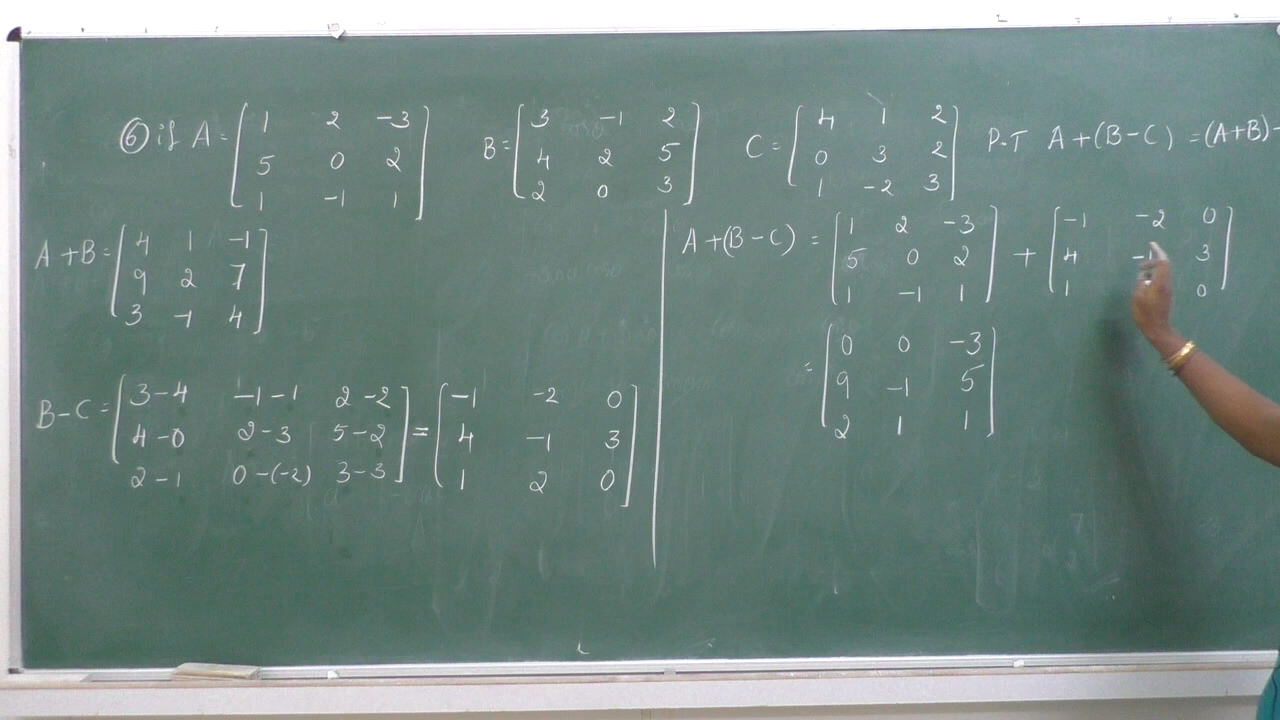 ⑥ if A = [ 1 2 -3 B = [ 3 -1 2 C = [ 4 1 2 P.T A+(B-C) = (A+B)-
5 0 2 4 2 5 0 3 2
1 -1 1 ] 2 0 3 ] 1 -2 3 ]
A+B = [ 4 1 -1
9 2 7
3 -1 4 ]
B-C = [ 3-4 -1-1 2-2 = [ -1 -2 0
4-0 2-3 5-2 4 -1 3
2-1 0-(-2) 3-3 ] 1 2 0 ]
A+(B-C) = [ 1 2 -3 + [ -1 -2 0
5 0 2 4 -1 3
1 -1 1 ] 1 0 ]
= [ 0 0 -3
9 -1 5
2 1 1 ]